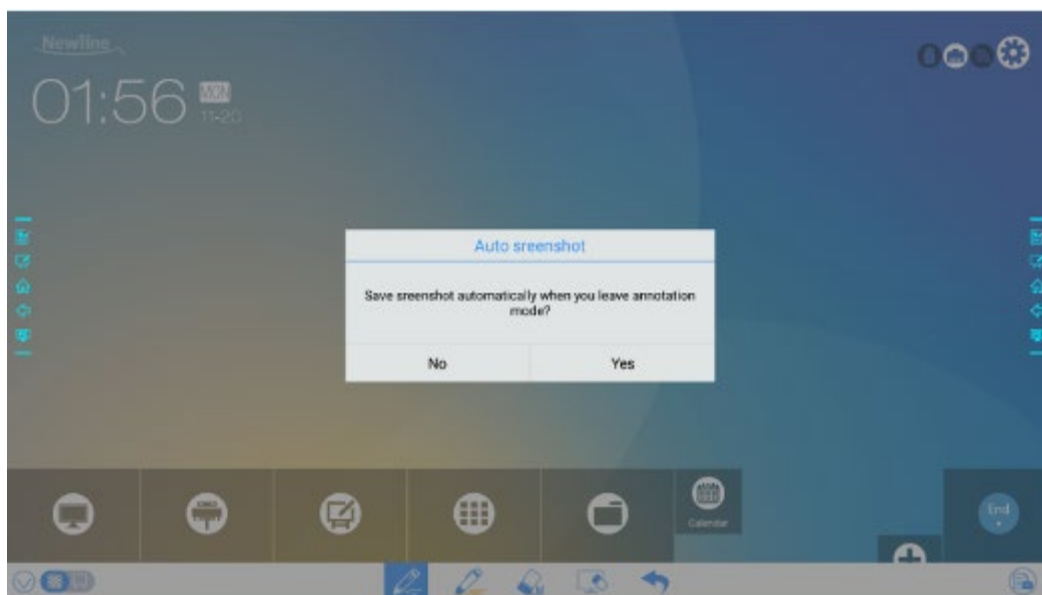 Newline
01:56 MON
11-20
Auto sreenshot
Save sreenshot automatically when you leave annotation
mode?
No Yes
Calendar
End